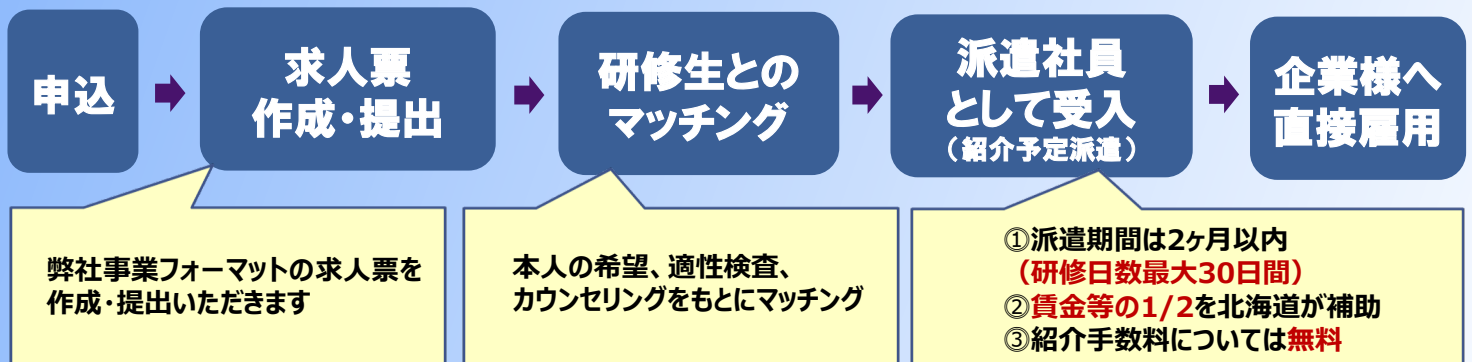 申込
求人票
作成・提出
研修生との
マッチング
派遣社員
として受入
（紹介予定派遣）
企業様へ
直接雇用
弊社事業フォーマットの求人票を
作成・提出いただきます
本人の希望、適性検査、
カウンセリングをもとにマッチング
①派遣期間は2ヶ月以内
（研修日数最大30日間）
②賃金等の1/2を北海道が補助
③紹介手数料については無料